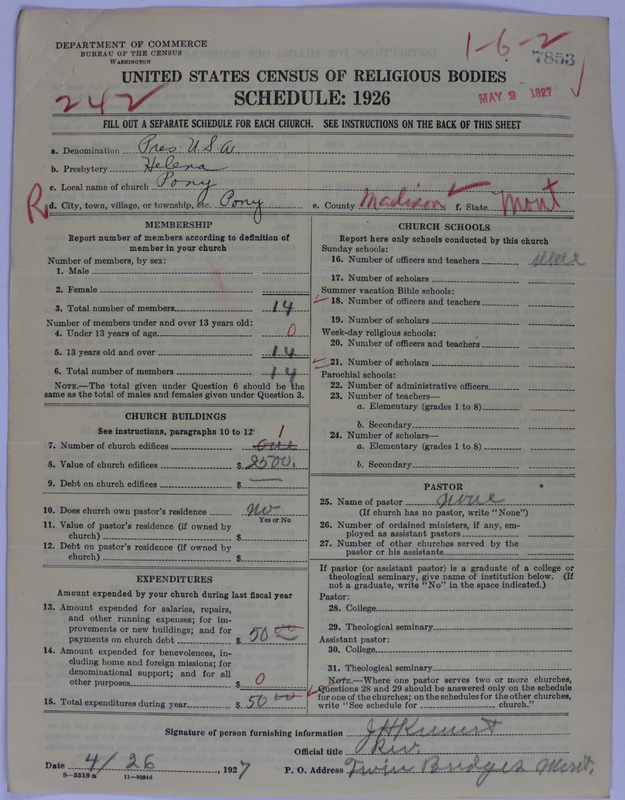 DEPARTMENT OF COMMERCE
BUREAU OF THE CENSUS
WASHINGTON
1-6-2
7853
UNITED STATES CENSUS OF RELIGIOUS BODIES
242
SCHEDULE: 1926
MAY 2 1927
FILL OUT A SEPARATE SCHEDULE FOR EACH CHURCH. SEE INSTRUCTIONS ON THE BACK OF THIS SHEET
a. Denomination Pres U.S.A
b. Presbytery Helena
c. Local name of church Pony
R d. City, town, village, or township, etc. Pony e. County Madison f. State Mont
MEMBERSHIP
Report number of members according to definition of
member in your church
Number of members, by sex:
1. Male
2. Female
3. Total number of members 14
Number of members under and over 13 years old:
4. Under 13 years of age 0
5. 13 years old and over 14
6. Total number of members 14
NOTE.—The total given under Question 6 should be the
same as the total of males and females given under Question 3.
CHURCH BUILDINGS
See instructions, paragraphs 10 to 12
7. Number of church edifices one 1
8. Value of church edifices $ 2500.
9. Debt on church edifices $ —
10. Does church own pastor's residence no
Yes or No
11. Value of pastor's residence (if owned by
church) $
12. Debt on pastor's residence (if owned by
church) $
EXPENDITURES
Amount expended by your church during last fiscal year
13. Amount expended for salaries, repairs,
and other running expenses; for im-
provements or new buildings; and for
payments on church debt $ 50 00
14. Amount expended for benevolences, in-
cluding home and foreign missions; for
denominational support; and for all
other purposes $ 0
15. Total expenditures during year $ 50 00
CHURCH SCHOOLS
Report here only schools conducted by this church
Sunday schools:
16. Number of officers and teachers none
17. Number of scholars
Summer vacation Bible schools:
18. Number of officers and teachers
19. Number of scholars
Week-day religious schools:
20. Number of officers and teachers
21. Number of scholars
Parochial schools:
22. Number of administrative officers
23. Number of teachers—
a. Elementary (grades 1 to 8)
b. Secondary
24. Number of scholars—
a. Elementary (grades 1 to 8)
b. Secondary
PASTOR
25. Name of pastor none
(If church has no pastor, write "None")
26. Number of ordained ministers, if any, em-
ployed as assistant pastors
27. Number of other churches served by the
pastor or his assistants
If pastor (or assistant pastor) is a graduate of a college or
theological seminary, give name of institution below. (If
not a graduate, write "No" in the space indicated.)
Pastor:
28. College
29. Theological seminary
Assistant pastor:
30. College
31. Theological seminary
NOTE.—Where one pastor serves two or more churches,
Questions 28 and 29 should be answered only on the schedule
for one of the churches; on the schedules for the other churches,
write "See schedule for church."
Signature of person furnishing information
Official title Rev.
Date 4/26, 1927 P. O. Address Twin Bridges Mont.
8—5518a 11—9294d